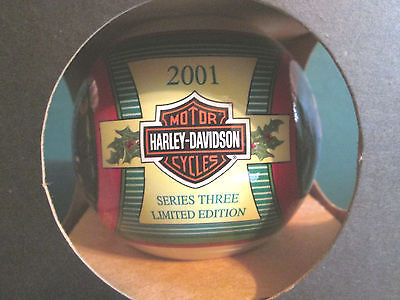 2001
MOTOR
HARLEY-DAVIDSON
CYCLES
SERIES THREE
LIMITED EDITION